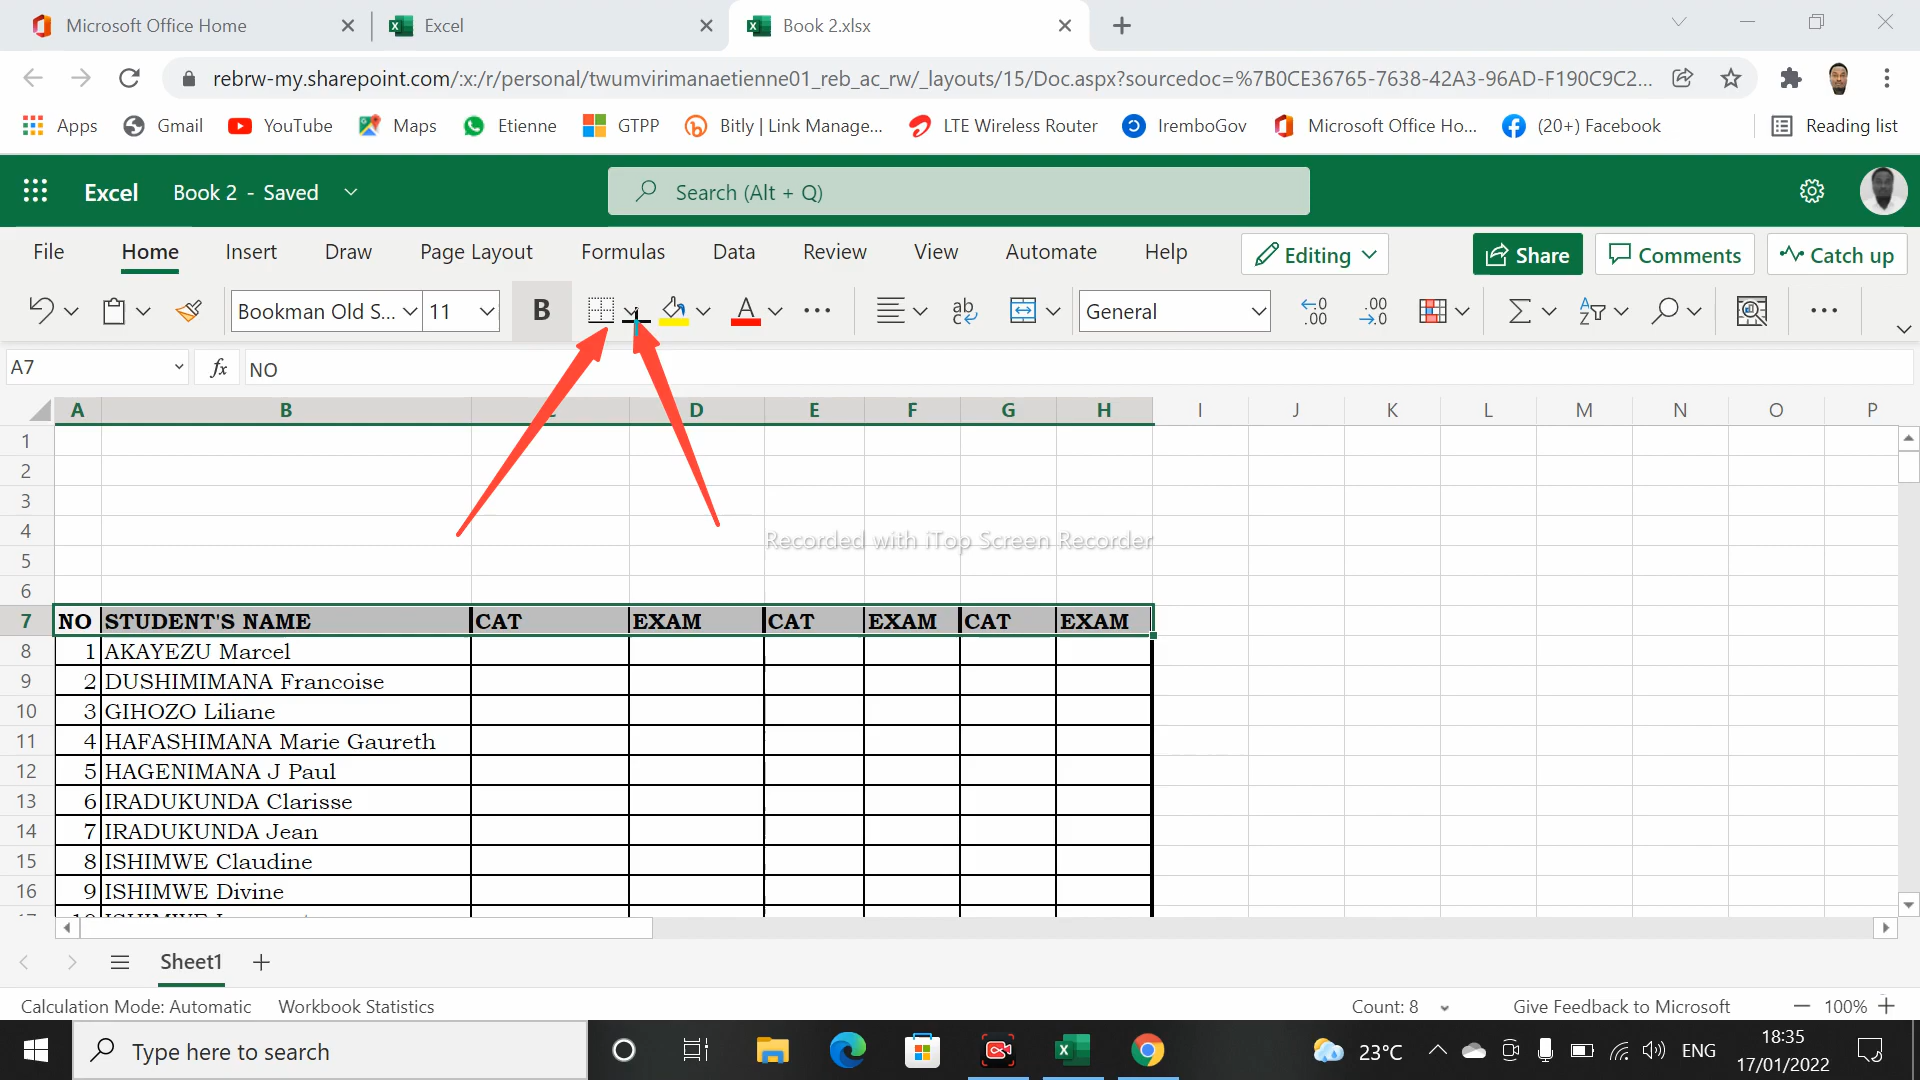 Microsoft Office Home
Excel
Book 2.xlsx
rebrw-my.sharepoint.com/:x:/r/personal/twumvirimanaetienne01_reb_ac_rw/_layouts/15/Doc.aspx?sourcedoc=%7B0CE36765-7638-42A3-96AD-F190C9C2...
Apps Gmail YouTube Maps Etienne GTPP Bitly | Link Manage... LTE Wireless Router IremboGov Microsoft Office Ho... (20+) Facebook Reading list
Excel Book 2 - Saved Search (Alt + Q)
File Home Insert Draw Page Layout Formulas Data Review View Automate Help Editing Share Comments Catch up
Bookman Old S... 11 B A ab General .00 .00
A7 fx NO
A B D E F G H I J K L M N O P
1
2
3
4
Recorded with iTop Screen Recorder
5
6
7 NO STUDENT'S NAME CAT EXAM CAT EXAM CAT EXAM
8 1 AKAYEZU Marcel
9 2 DUSHIMIMANA Francoise
10 3 GIHOZO Liliane
11 4 HAFASHIMANA Marie Gaureth
12 5 HAGENIMANA J Paul
13 6 IRADUKUNDA Clarisse
14 7 IRADUKUNDA Jean
15 8 ISHIMWE Claudine
16 9 ISHIMWE Divine
Sheet1
Calculation Mode: Automatic Workbook Statistics Count: 8 Give Feedback to Microsoft 100%
Type here to search 23°C ENG 18:35
17/01/2022